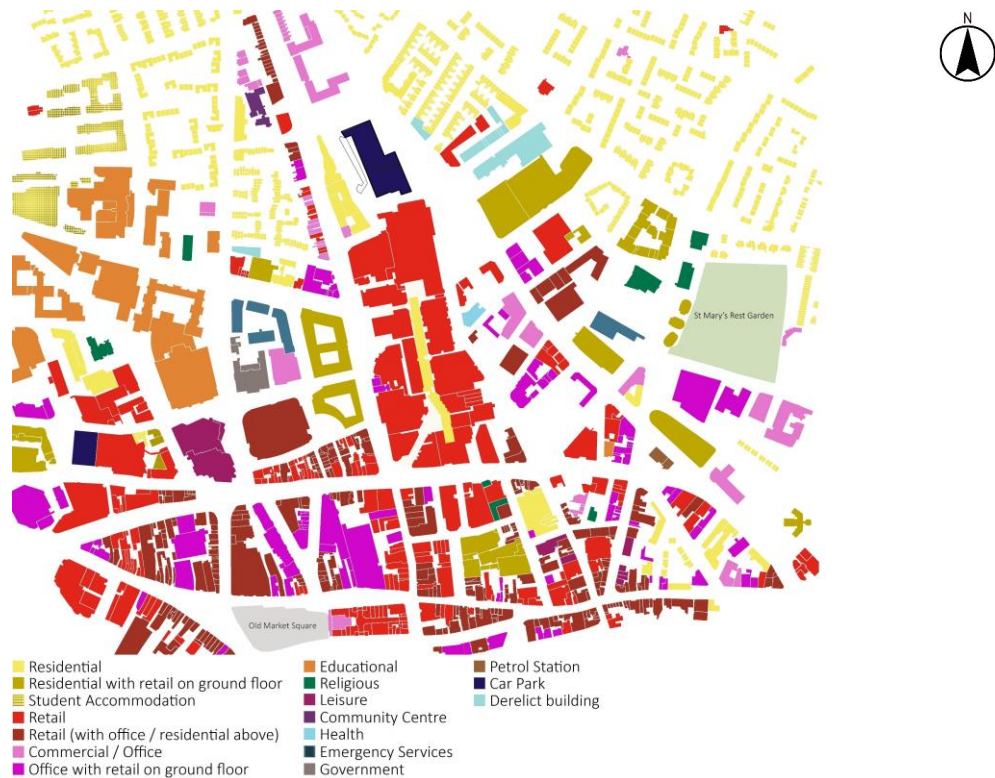 N
St Mary's Rest Garden
Old Market Square
Residential
Residential with retail on ground floor
Student Accommodation
Retail
Retail (with office / residential above)
Commercial / Office
Office with retail on ground floor
Educational
Religious
Leisure
Community Centre
Health
Emergency Services
Government
Petrol Station
Car Park
Derelict building